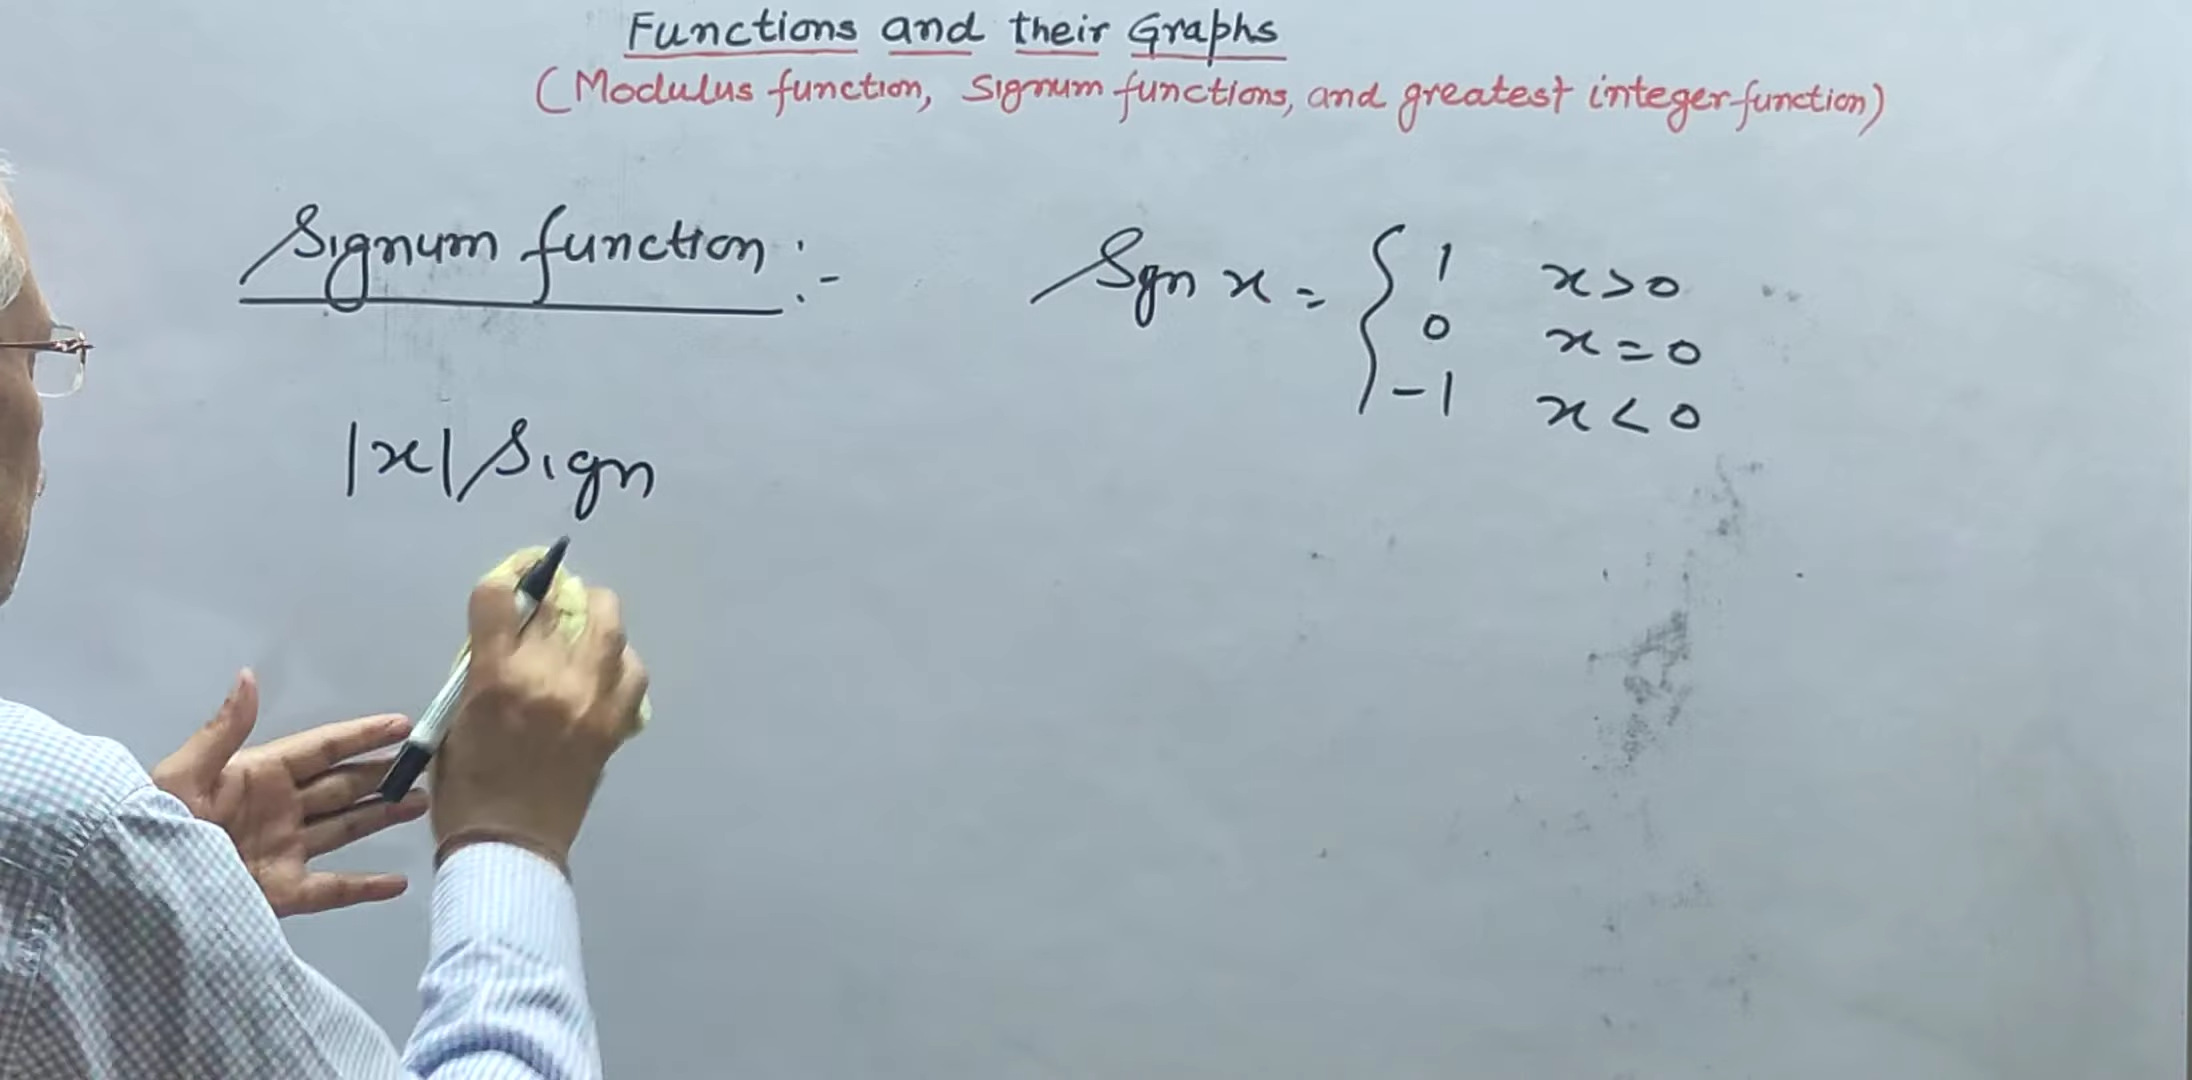 Functions and their Graphs
(Modulus function, Signum functions, and greatest integer function)
Signum function :-
Sgn x = { 1 x>0
0 x=0
-1 x<0
|x| Sign